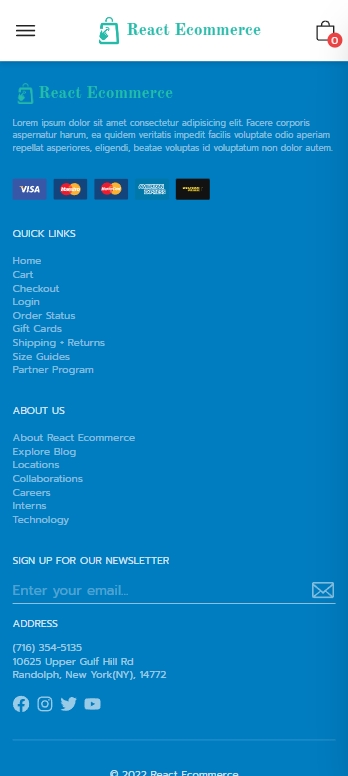 React Ecommerce
0
React Ecommerce
Lorem ipsum dolor sit amet consectetur adipisicing elit. Facere corporis
aspernatur harum, ea quidem veritatis impedit facilis voluptate odio aperiam
repellat asperiores, eligendi, beatae voluptas id voluptatum non dolor autem.
VISA Maestro MasterCard AMERICAN EXPRESS
QUICK LINKS
Home
Cart
Checkout
Login
Order Status
Gift Cards
Shipping + Returns
Size Guides
Partner Program
ABOUT US
About React Ecommerce
Explore Blog
Locations
Collaborations
Careers
Interns
Technology
SIGN UP FOR OUR NEWSLETTER
Enter your email...
ADDRESS
(716) 354-5135
10625 Upper Gulf Hill Rd
Randolph, New York(NY), 14772
© 2022 React Ecommerce